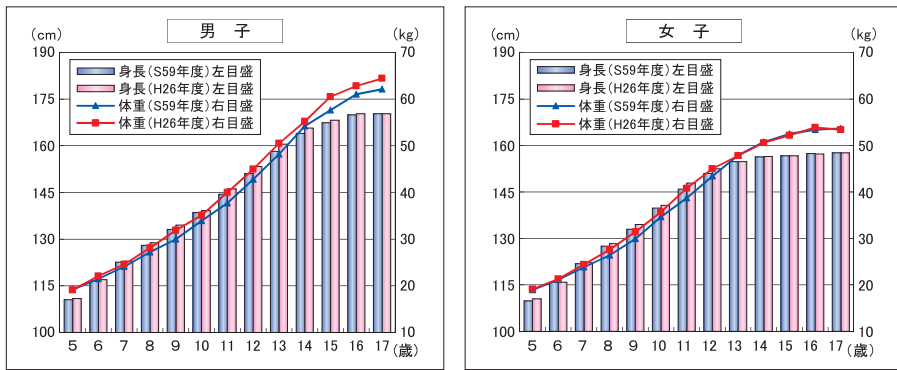 男 子
(cm)
(kg)
190
175
160
145
130
115
100
70
60
50
40
30
20
10
身長(S59年度)左目盛
身長(H26年度)左目盛
体重(S59年度)右目盛
体重(H26年度)右目盛
5 6 7 8 9 10 11 12 13 14 15 16 17 (歳)
女 子
(cm)
(kg)
190
175
160
145
130
115
100
70
60
50
40
30
20
10
身長(S59年度)左目盛
身長(H26年度)左目盛
体重(S59年度)右目盛
体重(H26年度)右目盛
5 6 7 8 9 10 11 12 13 14 15 16 17 (歳)